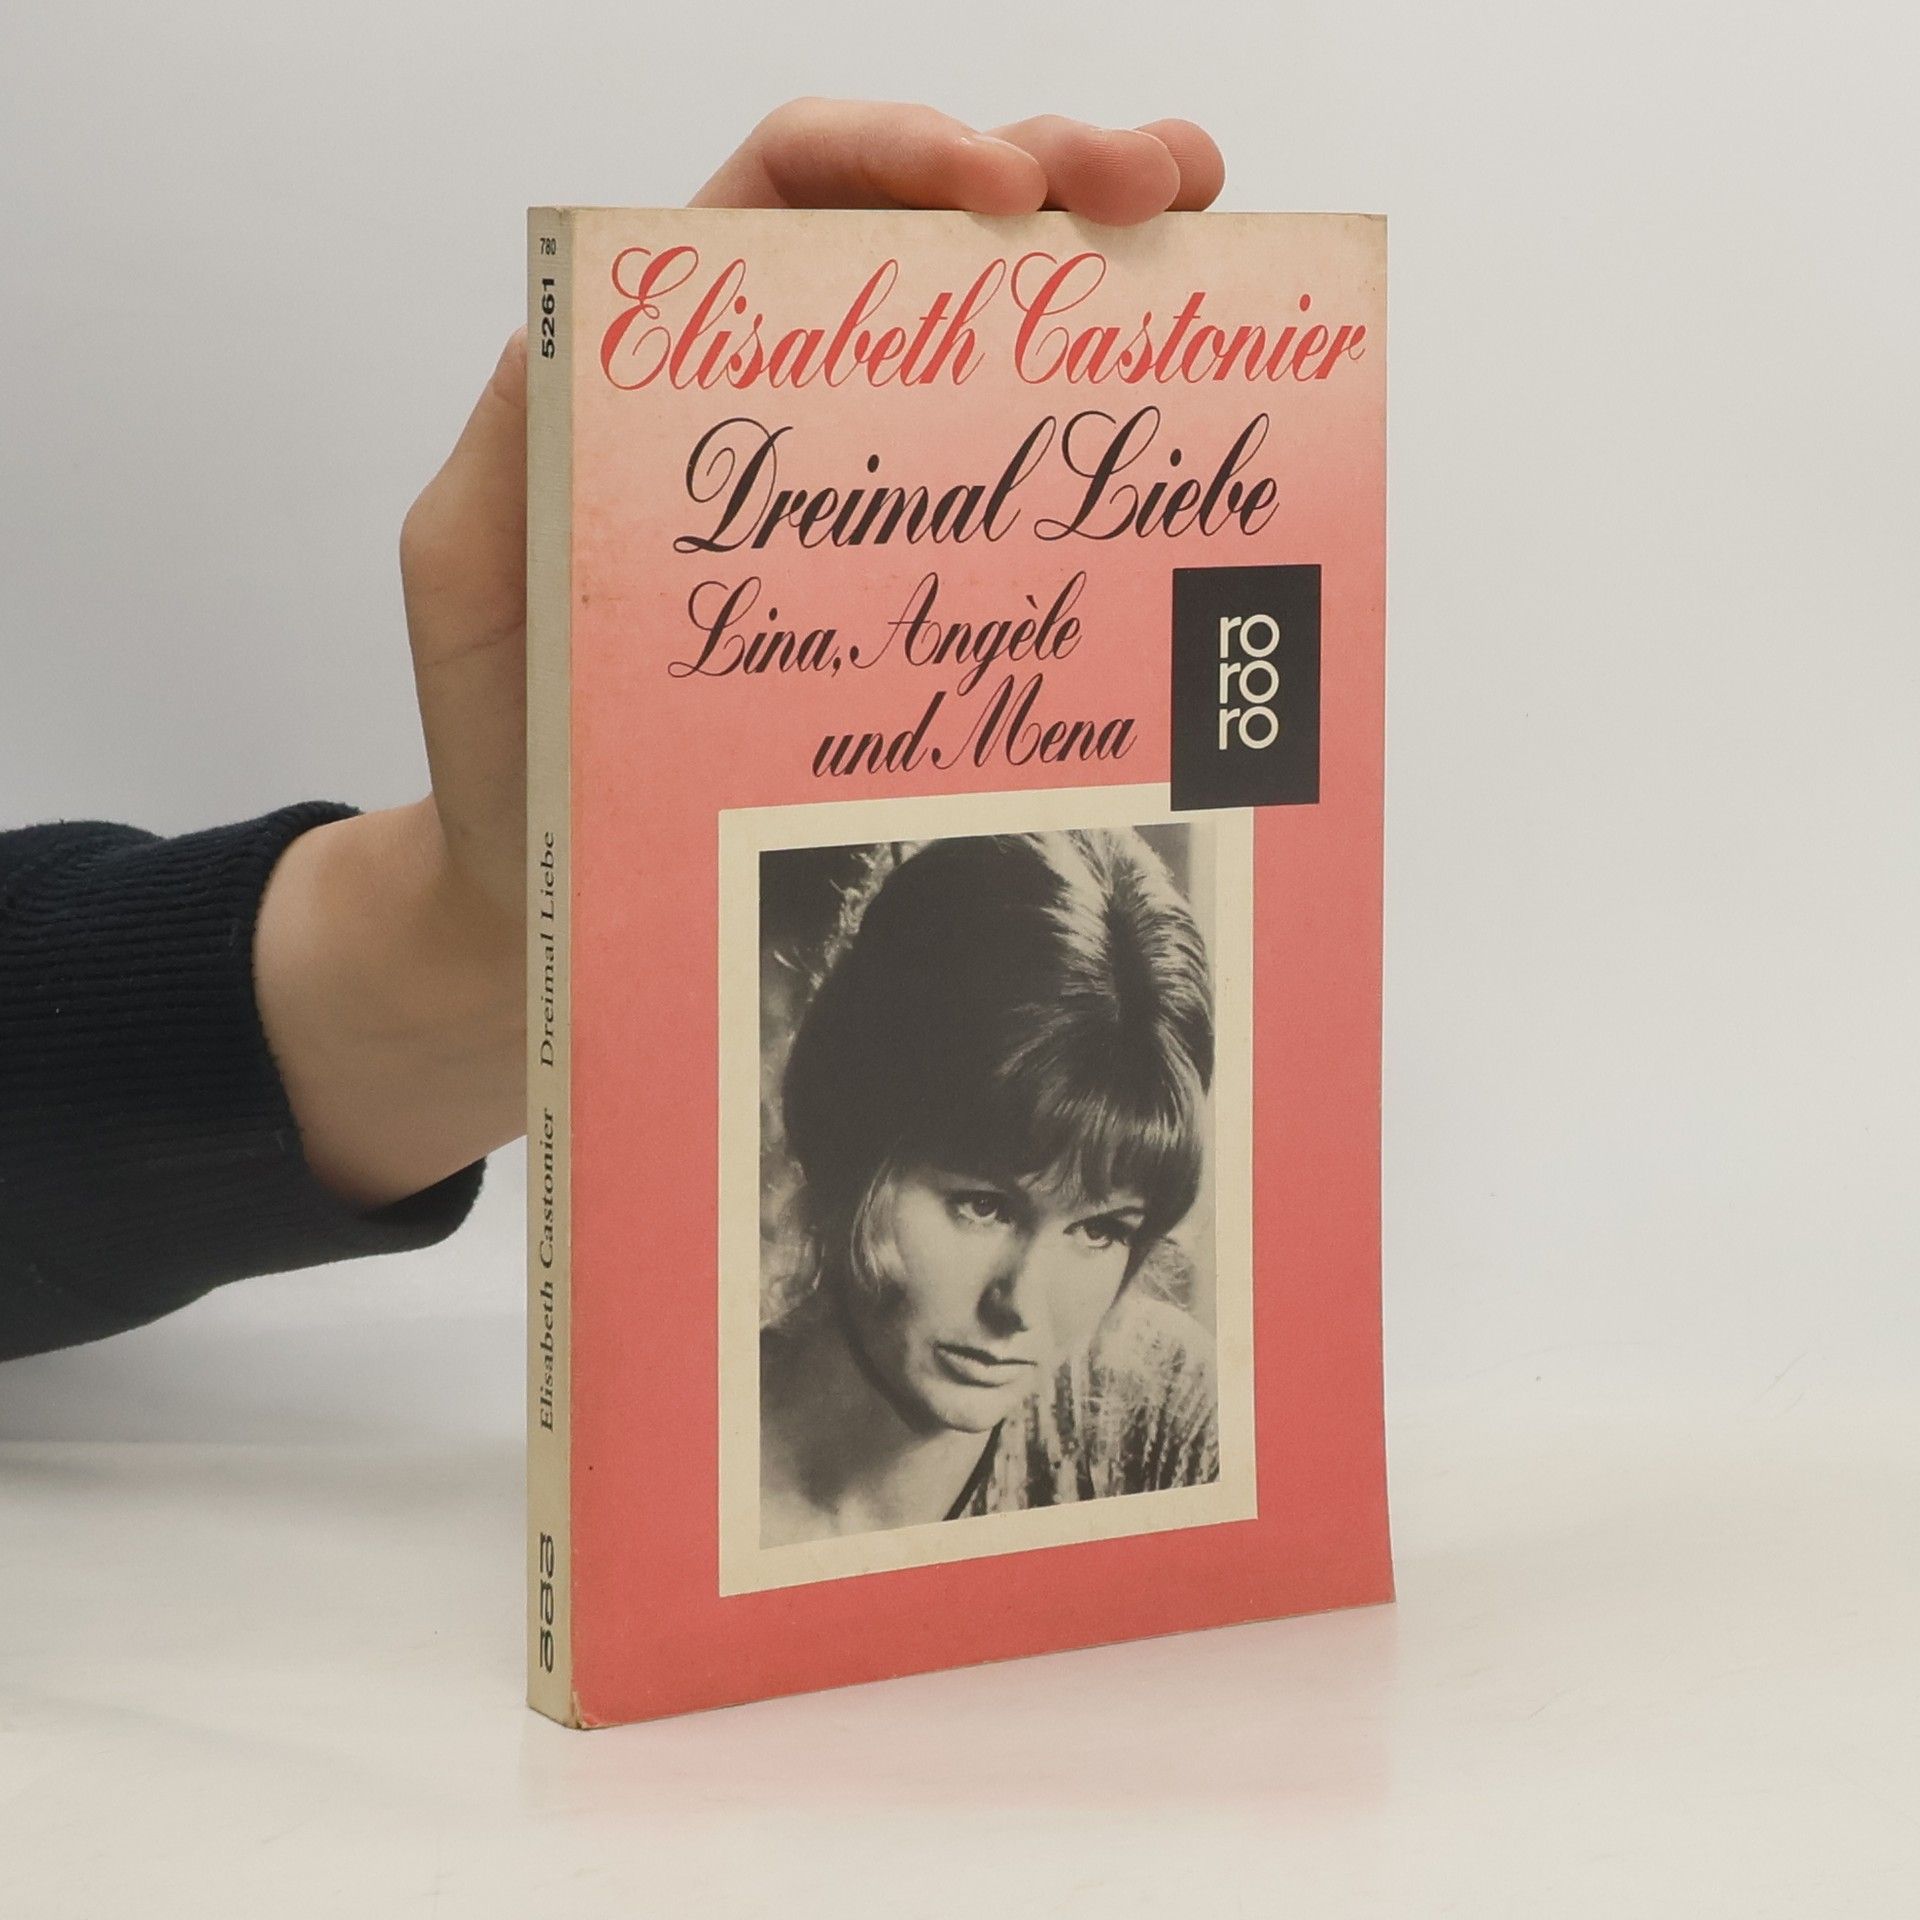 Elisabeth Castonier
Dreimal Liebe
Lina, Angèle
und Mena
ro
ro
ro
780
5261
Elisabeth Castonier Dreimal Liebe